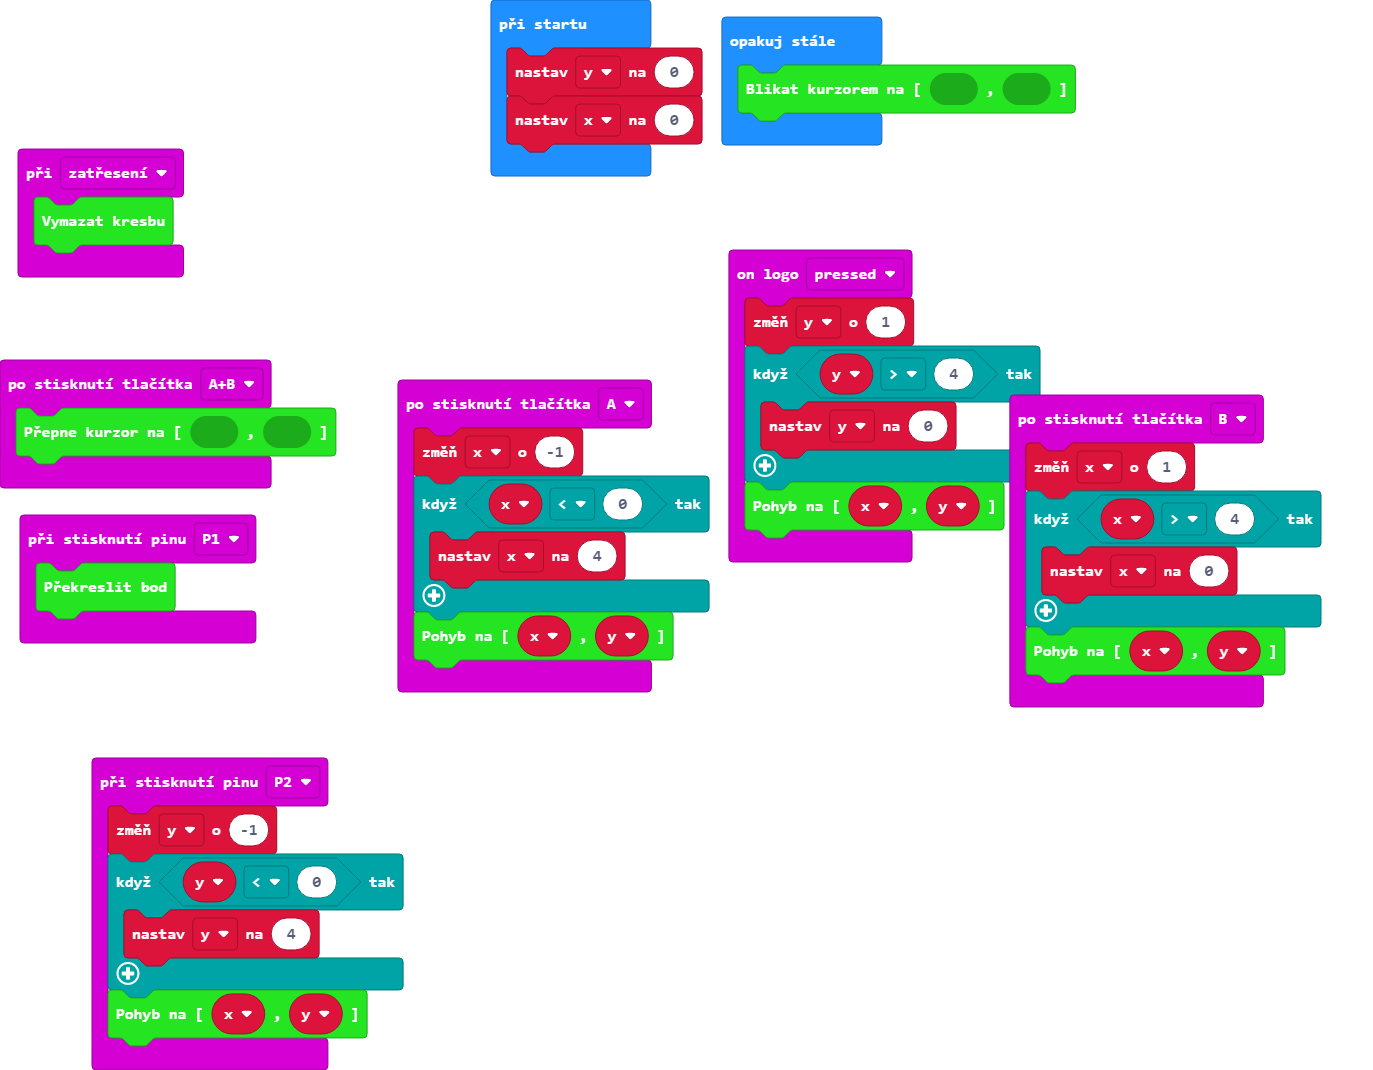 při startu
nastav y na 0
nastav x na 0
opakuj stále
Blikat kurzorem na [ , ]
při zatřesení
Vymazat kresbu
po stisknutí tlačítka A+B
Přepne kurzor na [ , ]
při stisknutí pinu P1
Překreslit bod
po stisknutí tlačítka A
změň x o -1
když x < 0 tak
nastav x na 4
Pohyb na [ x , y ]
on logo pressed
změň y o 1
když y > 4 tak
nastav y na 0
Pohyb na [ x , y ]
po stisknutí tlačítka B
změň x o 1
když x > 4 tak
nastav x na 0
Pohyb na [ x , y ]
při stisknutí pinu P2
změň y o -1
když y < 0 tak
nastav y na 4
Pohyb na [ x , y ]